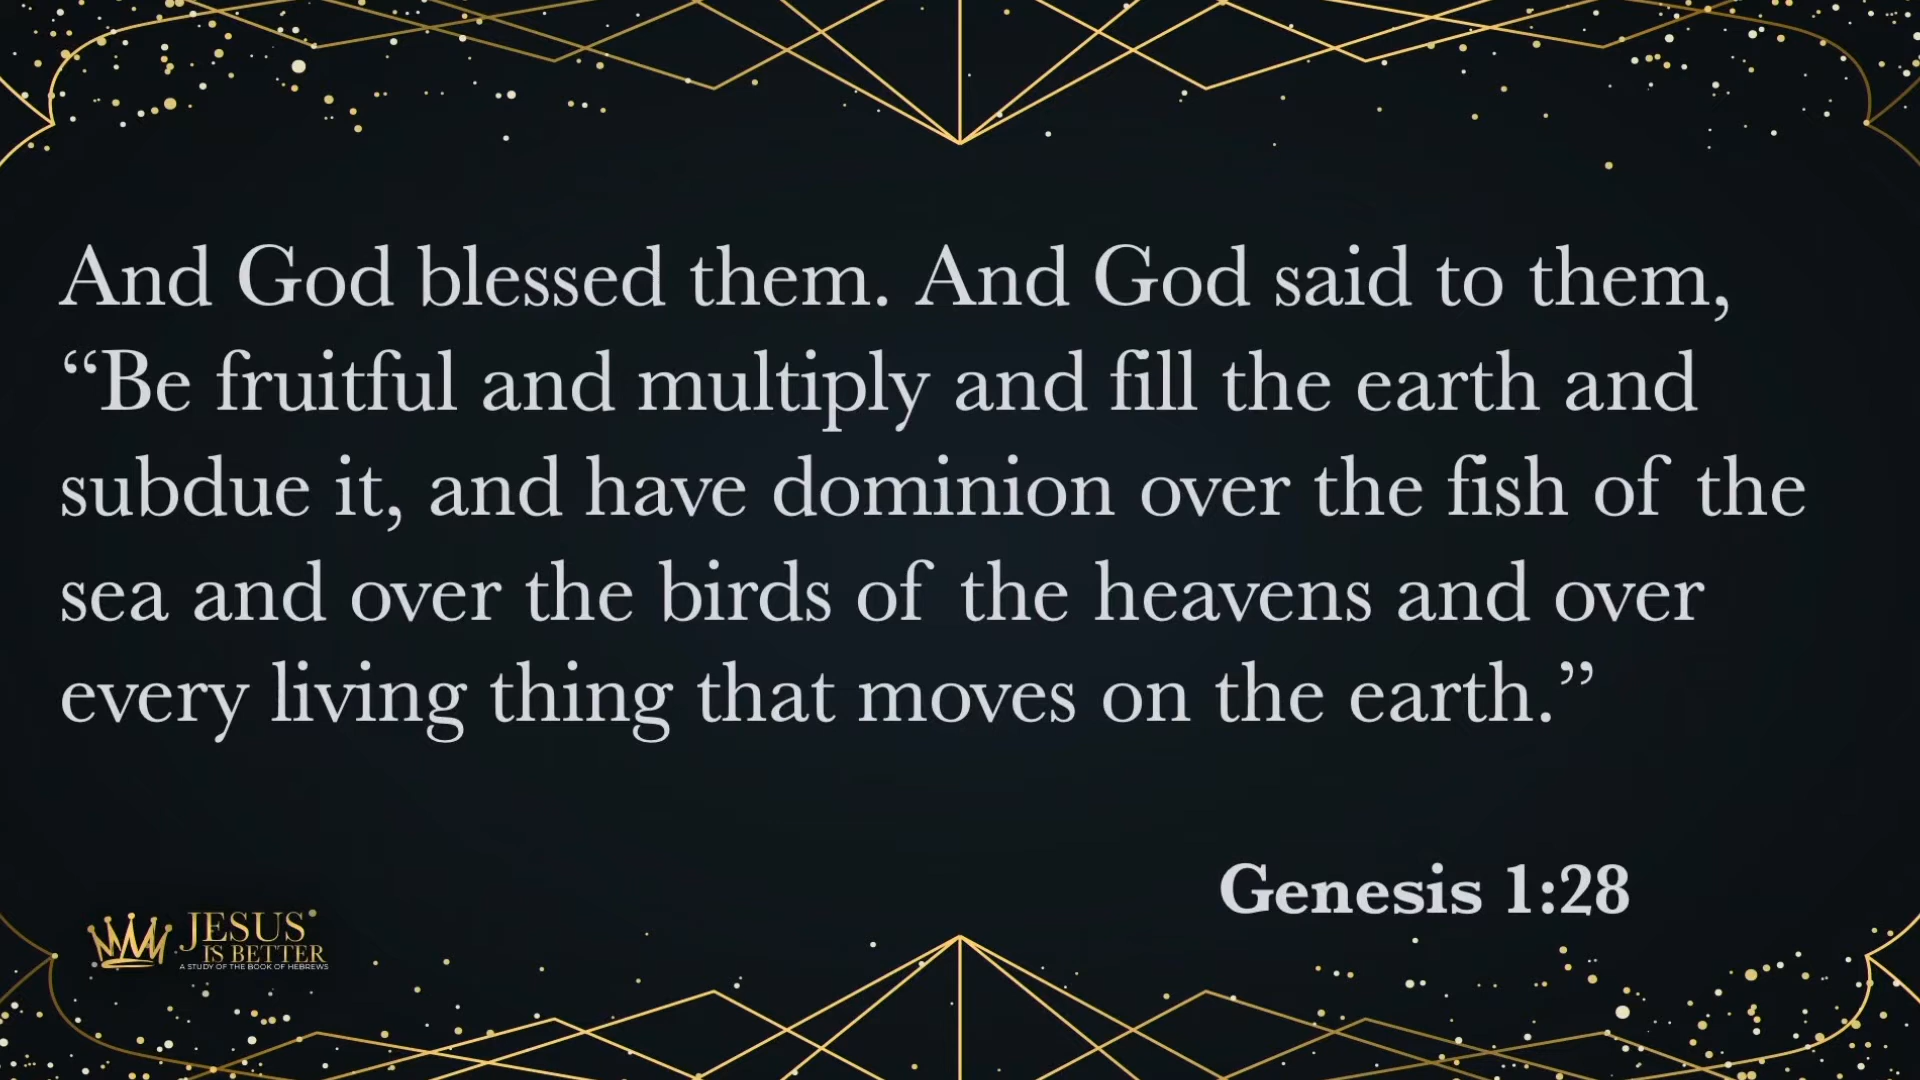 And God blessed them. And God said to them,
“Be fruitful and multiply and fill the earth and
subdue it, and have dominion over the fish of the
sea and over the birds of the heavens and over
every living thing that moves on the earth.”
Genesis 1:28
JESUS
IS BETTER
A STUDY OF THE BOOK OF HEBREWS